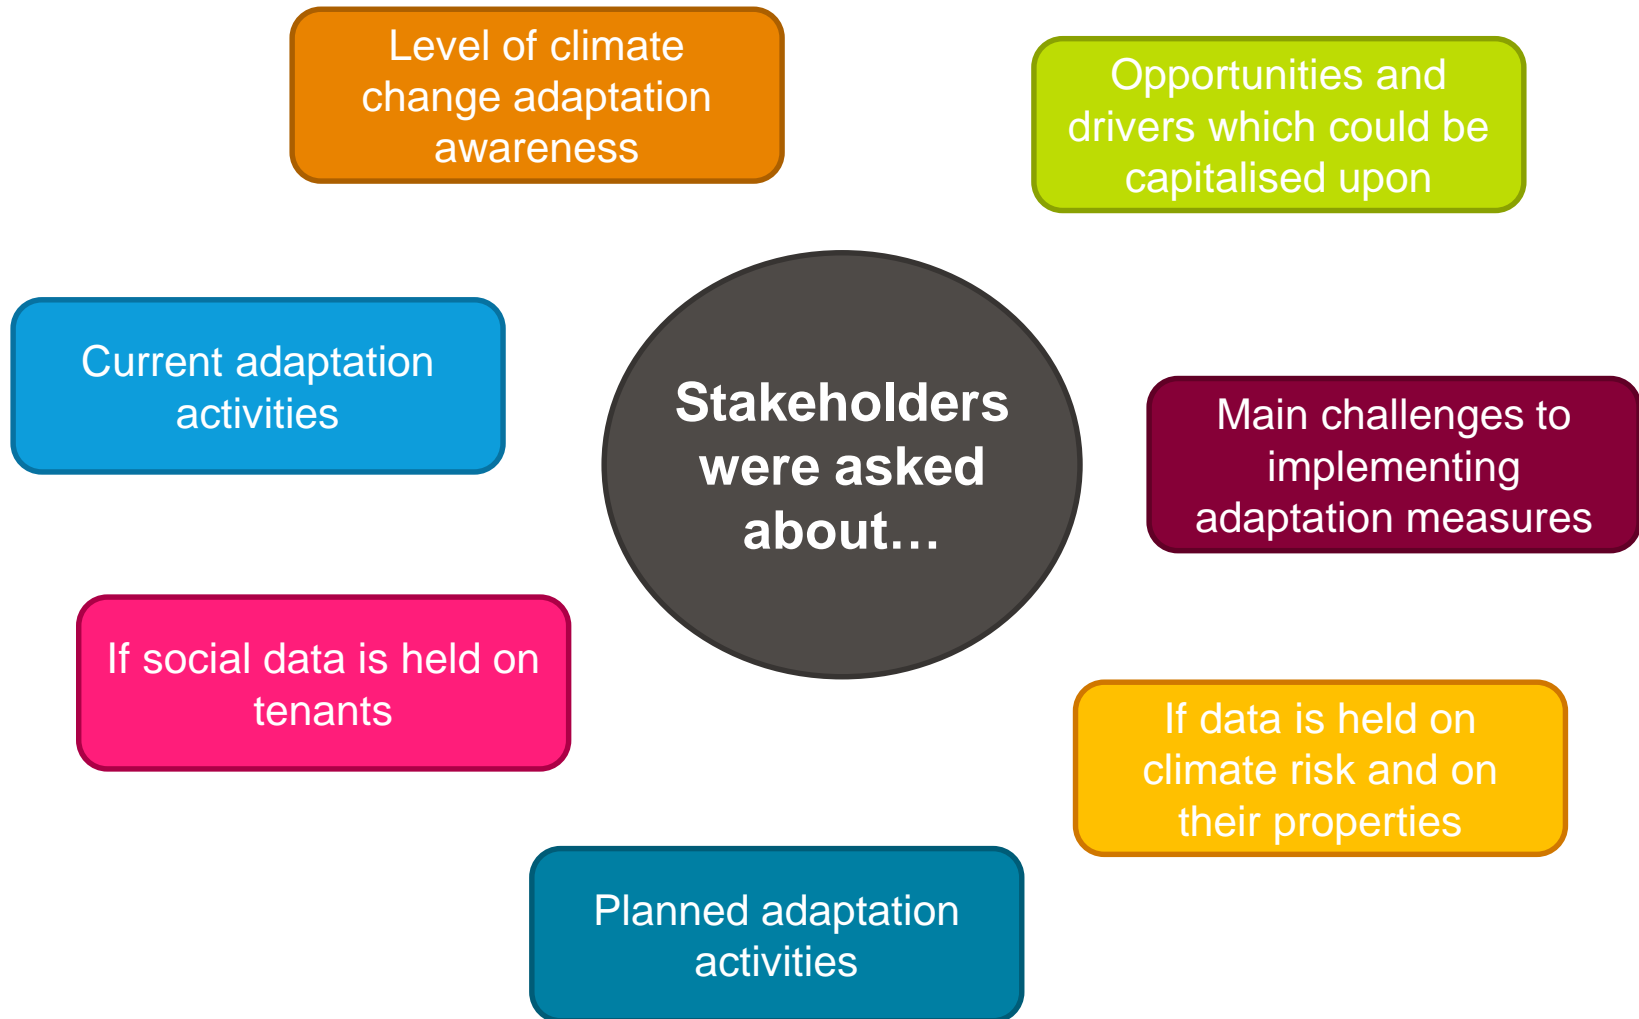 Level of climate
change adaptation
awareness
Opportunities and
drivers which could be
capitalised upon
Current adaptation
activities
Stakeholders
were asked
about…
Main challenges to
implementing
adaptation measures
If social data is held on
tenants
If data is held on
climate risk and on
their properties
Planned adaptation
activities